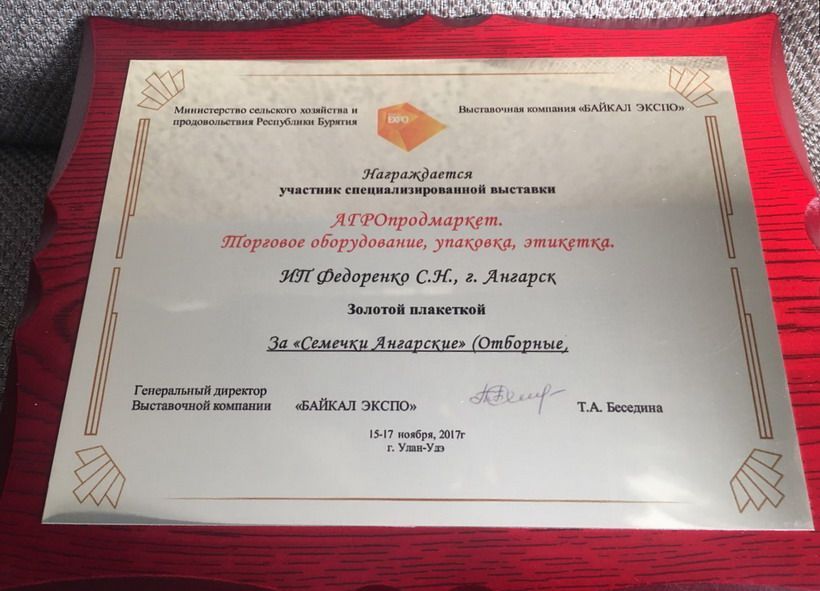 Министерство сельского хозяйства и
продовольствия Республики Бурятия
EXPO
Выставочная компания «БАЙКАЛ ЭКСПО»
Награждается
участник специализированной выставки
АГРОпродмаркет.
Торговое оборудование, упаковка, этикетка.
ИП Федоренко С.Н., г. Ангарск
Золотой плакеткой
За «Семечки Ангарские» (Отборные,
Генеральный директор
Выставочной компании «БАЙКАЛ ЭКСПО» Т.А. Беседина
15-17 ноября, 2017г
г. Улан-Удэ